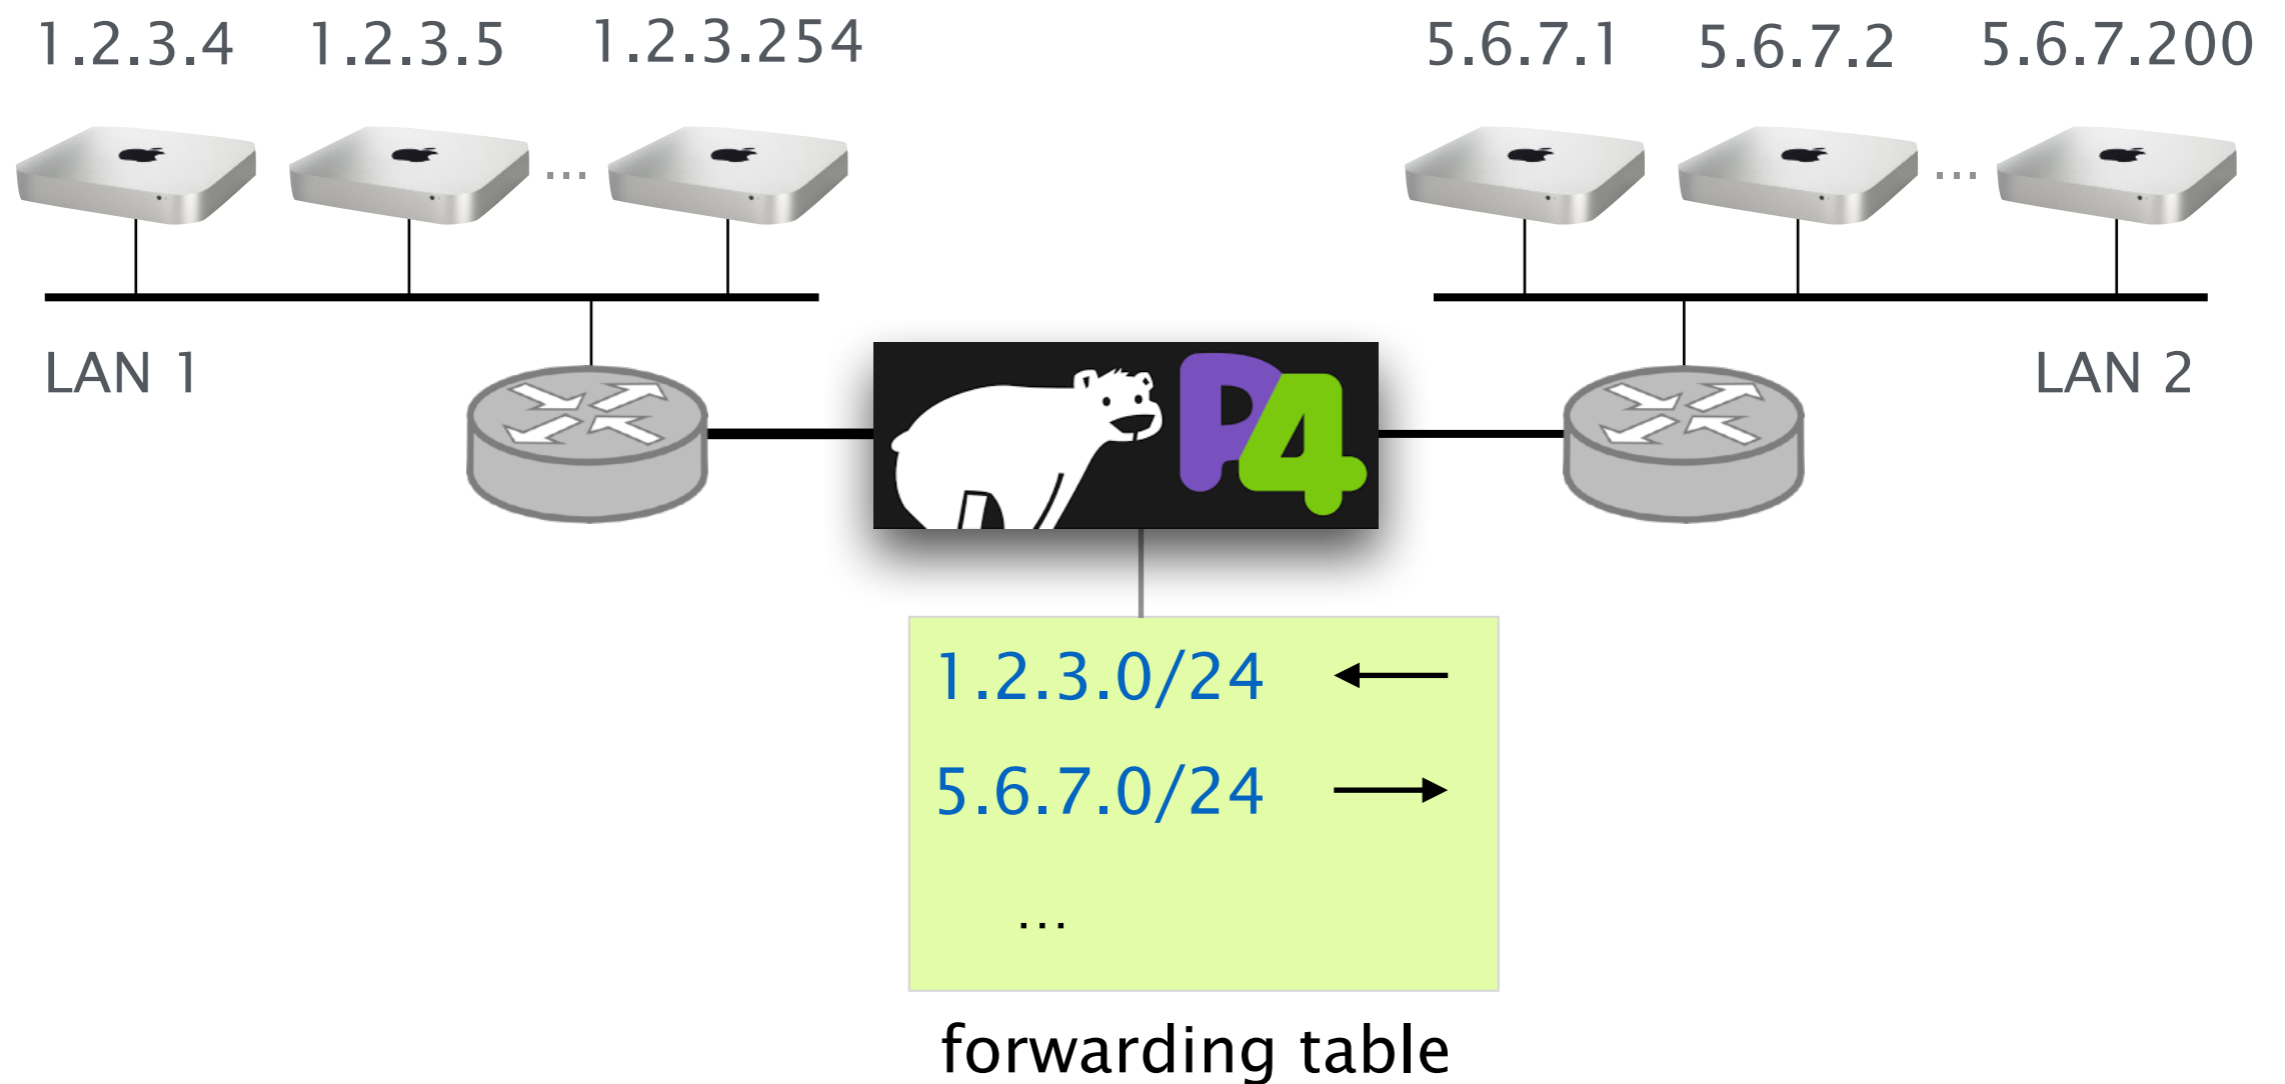 1.2.3.4 1.2.3.5 1.2.3.254 5.6.7.1 5.6.7.2 5.6.7.200
... ...
LAN 1 LAN 2
P4
1.2.3.0/24 ←
5.6.7.0/24 →
...
forwarding table